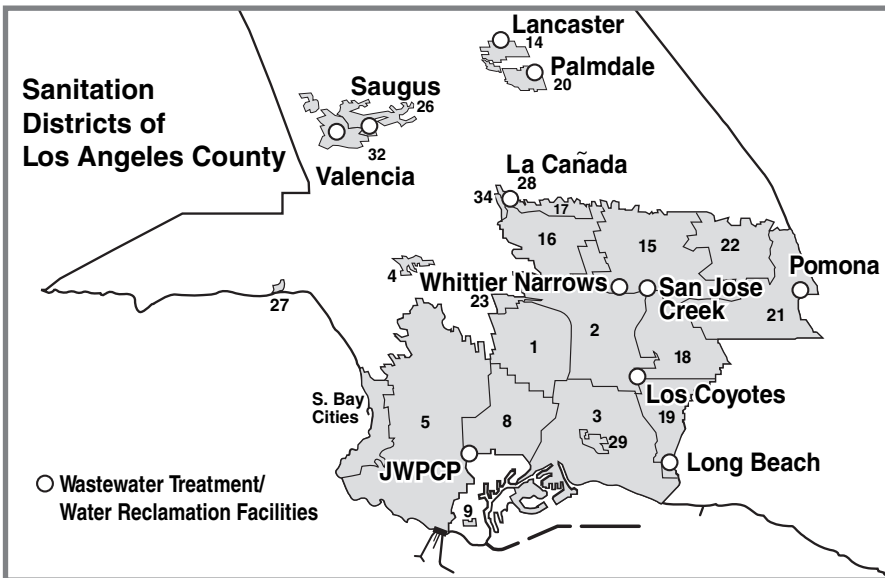 Sanitation
Districts of
Los Angeles County
Lancaster
14
Palmdale
20
Saugus
26
32
Valencia
La Cañada
28
34
17
16
15
22
4
27
Whittier Narrows
23
San Jose
Creek
Pomona
21
1
2
18
Los Coyotes
S. Bay
Cities
5
8
3
29
19
JWPCP
Long Beach
9
Wastewater Treatment/
Water Reclamation Facilities